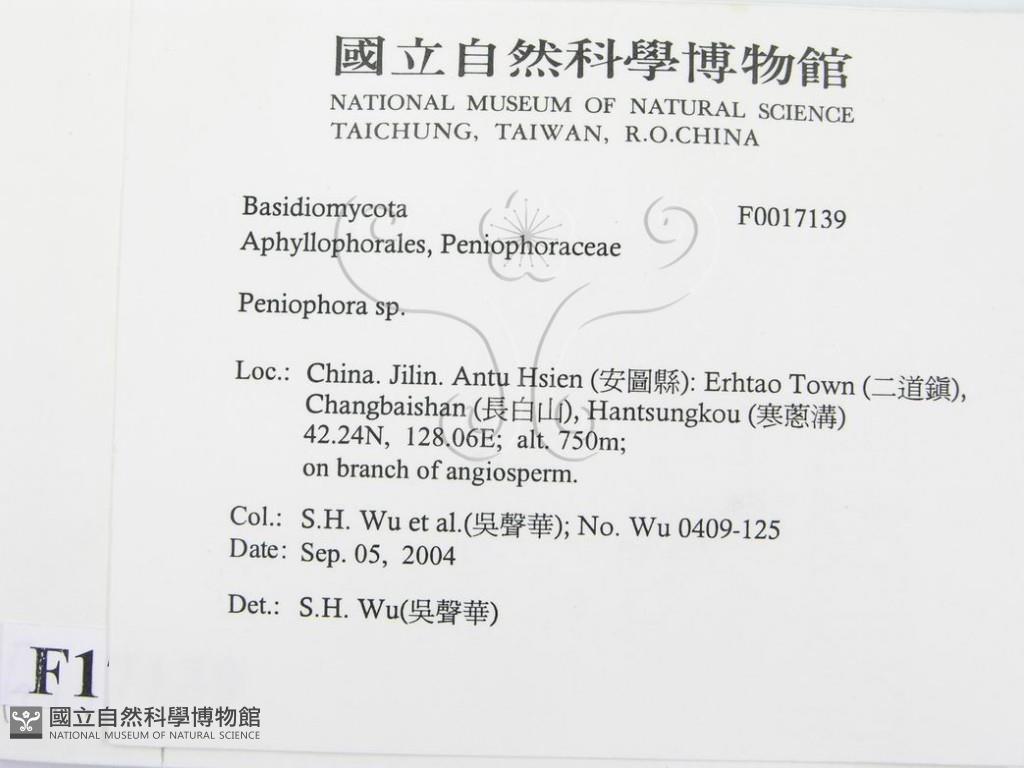 國立自然科學博物館
NATIONAL MUSEUM OF NATURAL SCIENCE
TAICHUNG, TAIWAN, R.O.CHINA
Basidiomycota F0017139
Aphyllophorales, Peniophoraceae
Peniophora sp.
Loc.: China. Jilin. Antu Hsien (安圖縣): Erhtao Town (二道鎭),
Changbaishan (長白山), Hantsungkou (寒蔥溝)
42.24N, 128.06E; alt. 750m;
on branch of angiosperm.
Col.: S.H. Wu et al.(吳聲華); No. Wu 0409-125
Date: Sep. 05, 2004
Det.: S.H. Wu(吳聲華)
F1
國立自然科學博物館
NATIONAL MUSEUM OF NATURAL SCIENCE